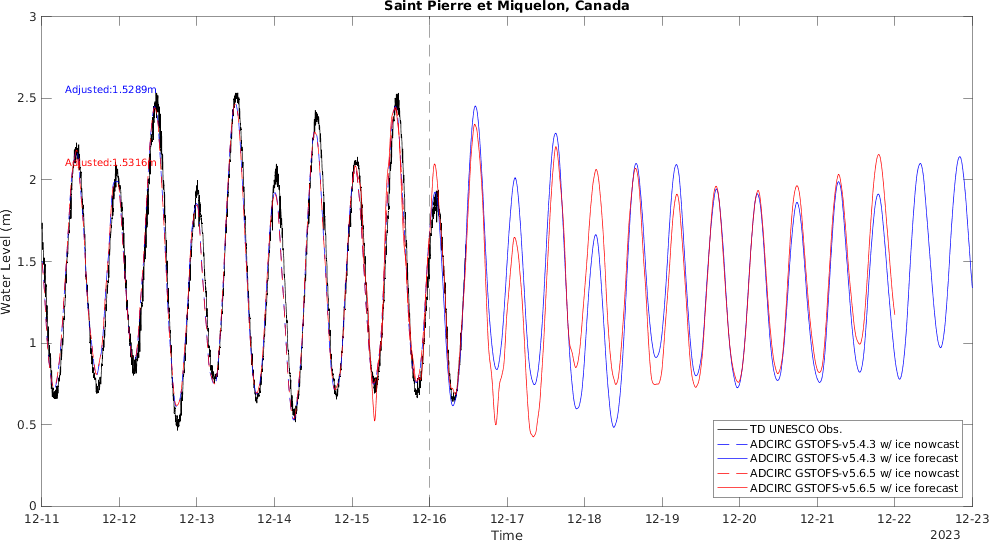 Saint Pierre et Miquelon, Canada
3
2.5
2
1.5
1
0.5
0
Water Level (m)
Adjusted:1.5289m
Adjusted:1.5316m
TD UNESCO Obs.
ADCIRC GSTOFS-v5.4.3 w/ ice nowcast
ADCIRC GSTOFS-v5.4.3 w/ ice forecast
ADCIRC GSTOFS-v5.6.5 w/ ice nowcast
ADCIRC GSTOFS-v5.6.5 w/ ice forecast
12-11 12-12 12-13 12-14 12-15 12-16 12-17 12-18 12-19 12-20 12-21 12-22 12-23
Time
2023